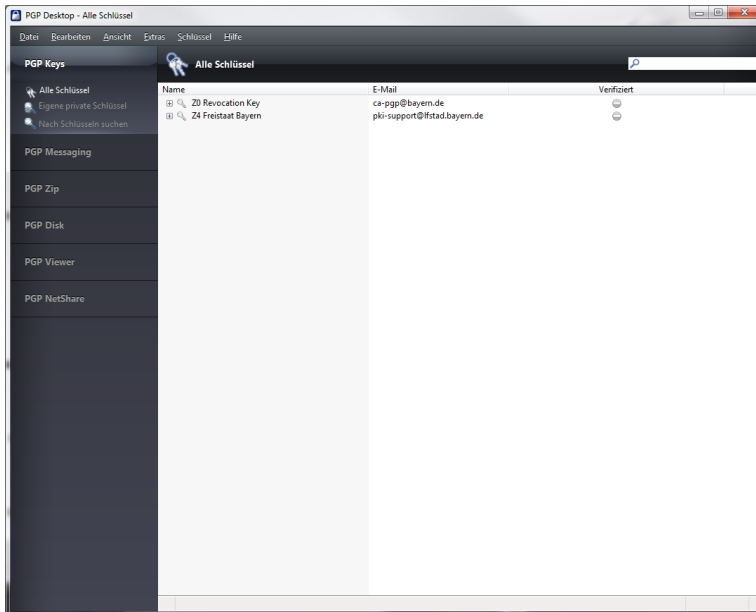 PGP Desktop - Alle Schlüssel
Datei Bearbeiten Ansicht Extras Schlüssel Hilfe
PGP Keys
Alle Schlüssel
Eigene private Schlüssel
Nach Schlüsseln suchen
PGP Messaging
PGP Zip
PGP Disk
PGP Viewer
PGP NetShare
Alle Schlüssel
Name E-Mail Verifiziert
Z0 Revocation Key ca-pgp@bayern.de
Z4 Freistaat Bayern pki-support@lfstad.bayern.de